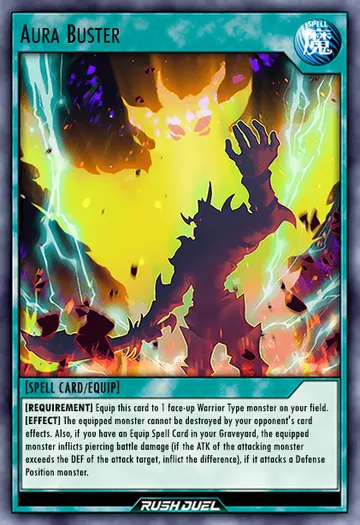 AURA BUSTER
SPELL
魔
[SPELL CARD/EQUIP]
[REQUIREMENT] Equip this card to 1 face-up Warrior Type monster on your field.
[EFFECT] The equipped monster cannot be destroyed by your opponent's card
effects. Also, if you have an Equip Spell Card in your Graveyard, the equipped
monster inflicts piercing battle damage (if the ATK of the attacking monster
exceeds the DEF of the attack target, inflict the difference), if it attacks a Defense
Position monster.
RUSH DUEL